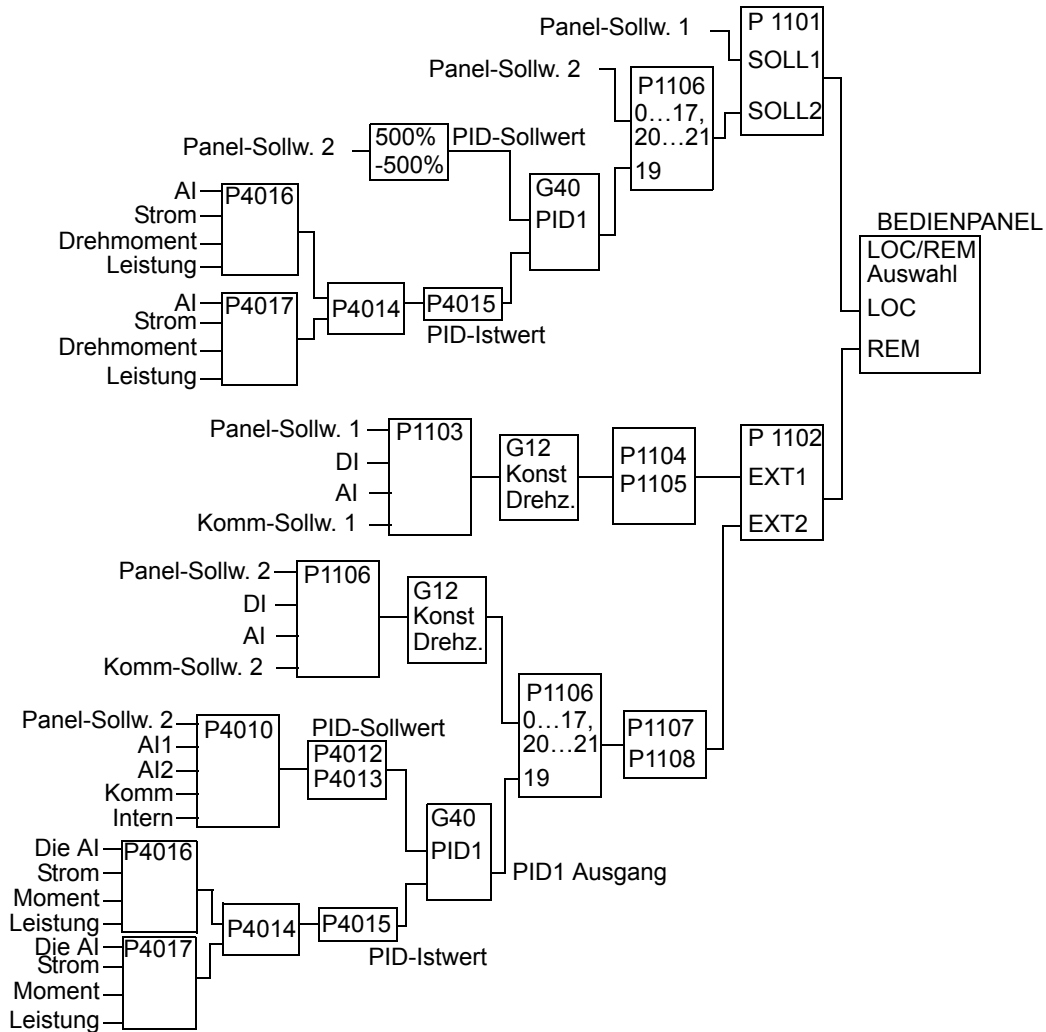 Panel-Sollw. 1
P 1101
SOLL1
SOLL2
Panel-Sollw. 2
P1106
0…17,
20…21
19
Panel-Sollw. 2
500%
-500%
PID-Sollwert
G40
PID1
AI
Strom
Drehmoment
Leistung
P4016
AI
Strom
Drehmoment
Leistung
P4017
P4014
P4015
PID-Istwert
BEDIENPANEL
LOC/REM
Auswahl
LOC
REM
Panel-Sollw. 1
DI
AI
Komm-Sollw. 1
P1103
G12
Konst
Drehz.
P1104
P1105
P 1102
EXT1
EXT2
Panel-Sollw. 2
DI
AI
Komm-Sollw. 2
P1106
G12
Konst
Drehz.
P1106
0…17,
20…21
19
P1107
P1108
Panel-Sollw. 2
AI1
AI2
Komm
Intern
P4010
PID-Sollwert
P4012
P4013
G40
PID1
PID1 Ausgang
Die AI
Strom
Moment
Leistung
P4016
Die AI
Strom
Moment
Leistung
P4017
P4014
P4015
PID-Istwert